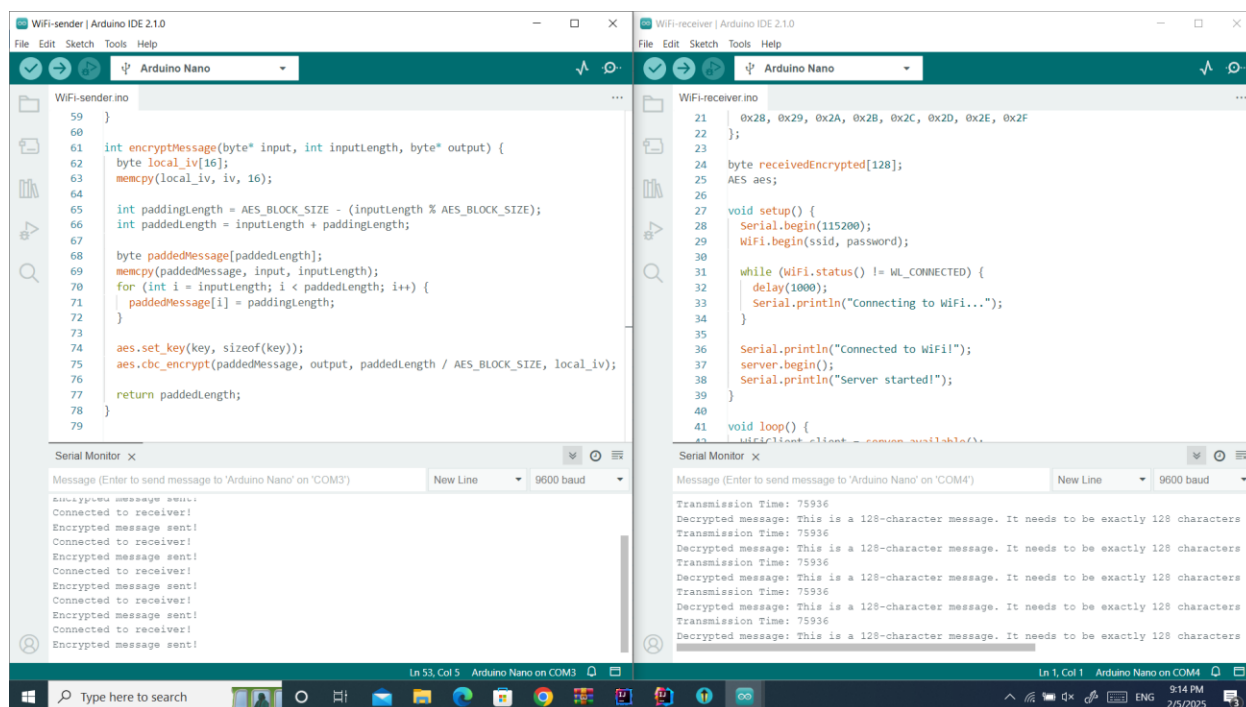 WiFi-sender | Arduino IDE 2.1.0
File Edit Sketch Tools Help
Arduino Nano
WiFi-sender.ino
59 }
60
61 int encryptMessage(byte* input, int inputLength, byte* output) {
62 byte local_iv[16];
63 memcpy(local_iv, iv, 16);
64
65 int paddingLength = AES_BLOCK_SIZE - (inputLength % AES_BLOCK_SIZE);
66 int paddedLength = inputLength + paddingLength;
67
68 byte paddedMessage[paddedLength];
69 memcpy(paddedMessage, input, inputLength);
70 for (int i = inputLength; i < paddedLength; i++) {
71 paddedMessage[i] = paddingLength;
72 }
73
74 aes.set_key(key, sizeof(key));
75 aes.cbc_encrypt(paddedMessage, output, paddedLength / AES_BLOCK_SIZE, local_iv);
76
77 return paddedLength;
78 }
79
Serial Monitor
Message (Enter to send message to 'Arduino Nano' on 'COM3')
New Line
9600 baud
Encrypted message sent!
Connected to receiver!
Encrypted message sent!
Connected to receiver!
Encrypted message sent!
Connected to receiver!
Encrypted message sent!
Connected to receiver!
Encrypted message sent!
Connected to receiver!
Encrypted message sent!
Ln 53, Col 5 Arduino Nano on COM3
WiFi-receiver | Arduino IDE 2.1.0
File Edit Sketch Tools Help
Arduino Nano
WiFi-receiver.ino
21 0x28, 0x29, 0x2A, 0x2B, 0x2C, 0x2D, 0x2E, 0x2F
22 };
23
24 byte receivedEncrypted[128];
25 AES aes;
26
27 void setup() {
28 Serial.begin(115200);
29 WiFi.begin(ssid, password);
30
31 while (WiFi.status() != WL_CONNECTED) {
32 delay(1000);
33 Serial.println("Connecting to WiFi...");
34 }
35
36 Serial.println("Connected to WiFi!");
37 server.begin();
38 Serial.println("Server started!");
39 }
40
41 void loop() {
42 WiFiClient client = server.available();
Serial Monitor
Message (Enter to send message to 'Arduino Nano' on 'COM4')
New Line
9600 baud
Transmission Time: 75936
Decrypted message: This is a 128-character message. It needs to be exactly 128 characters
Transmission Time: 75936
Decrypted message: This is a 128-character message. It needs to be exactly 128 characters
Transmission Time: 75936
Decrypted message: This is a 128-character message. It needs to be exactly 128 characters
Transmission Time: 75936
Decrypted message: This is a 128-character message. It needs to be exactly 128 characters
Transmission Time: 75936
Decrypted message: This is a 128-character message. It needs to be exactly 128 characters
Ln 1, Col 1 Arduino Nano on COM4
Type here to search
ENG
9:14 PM
2/5/2025
3